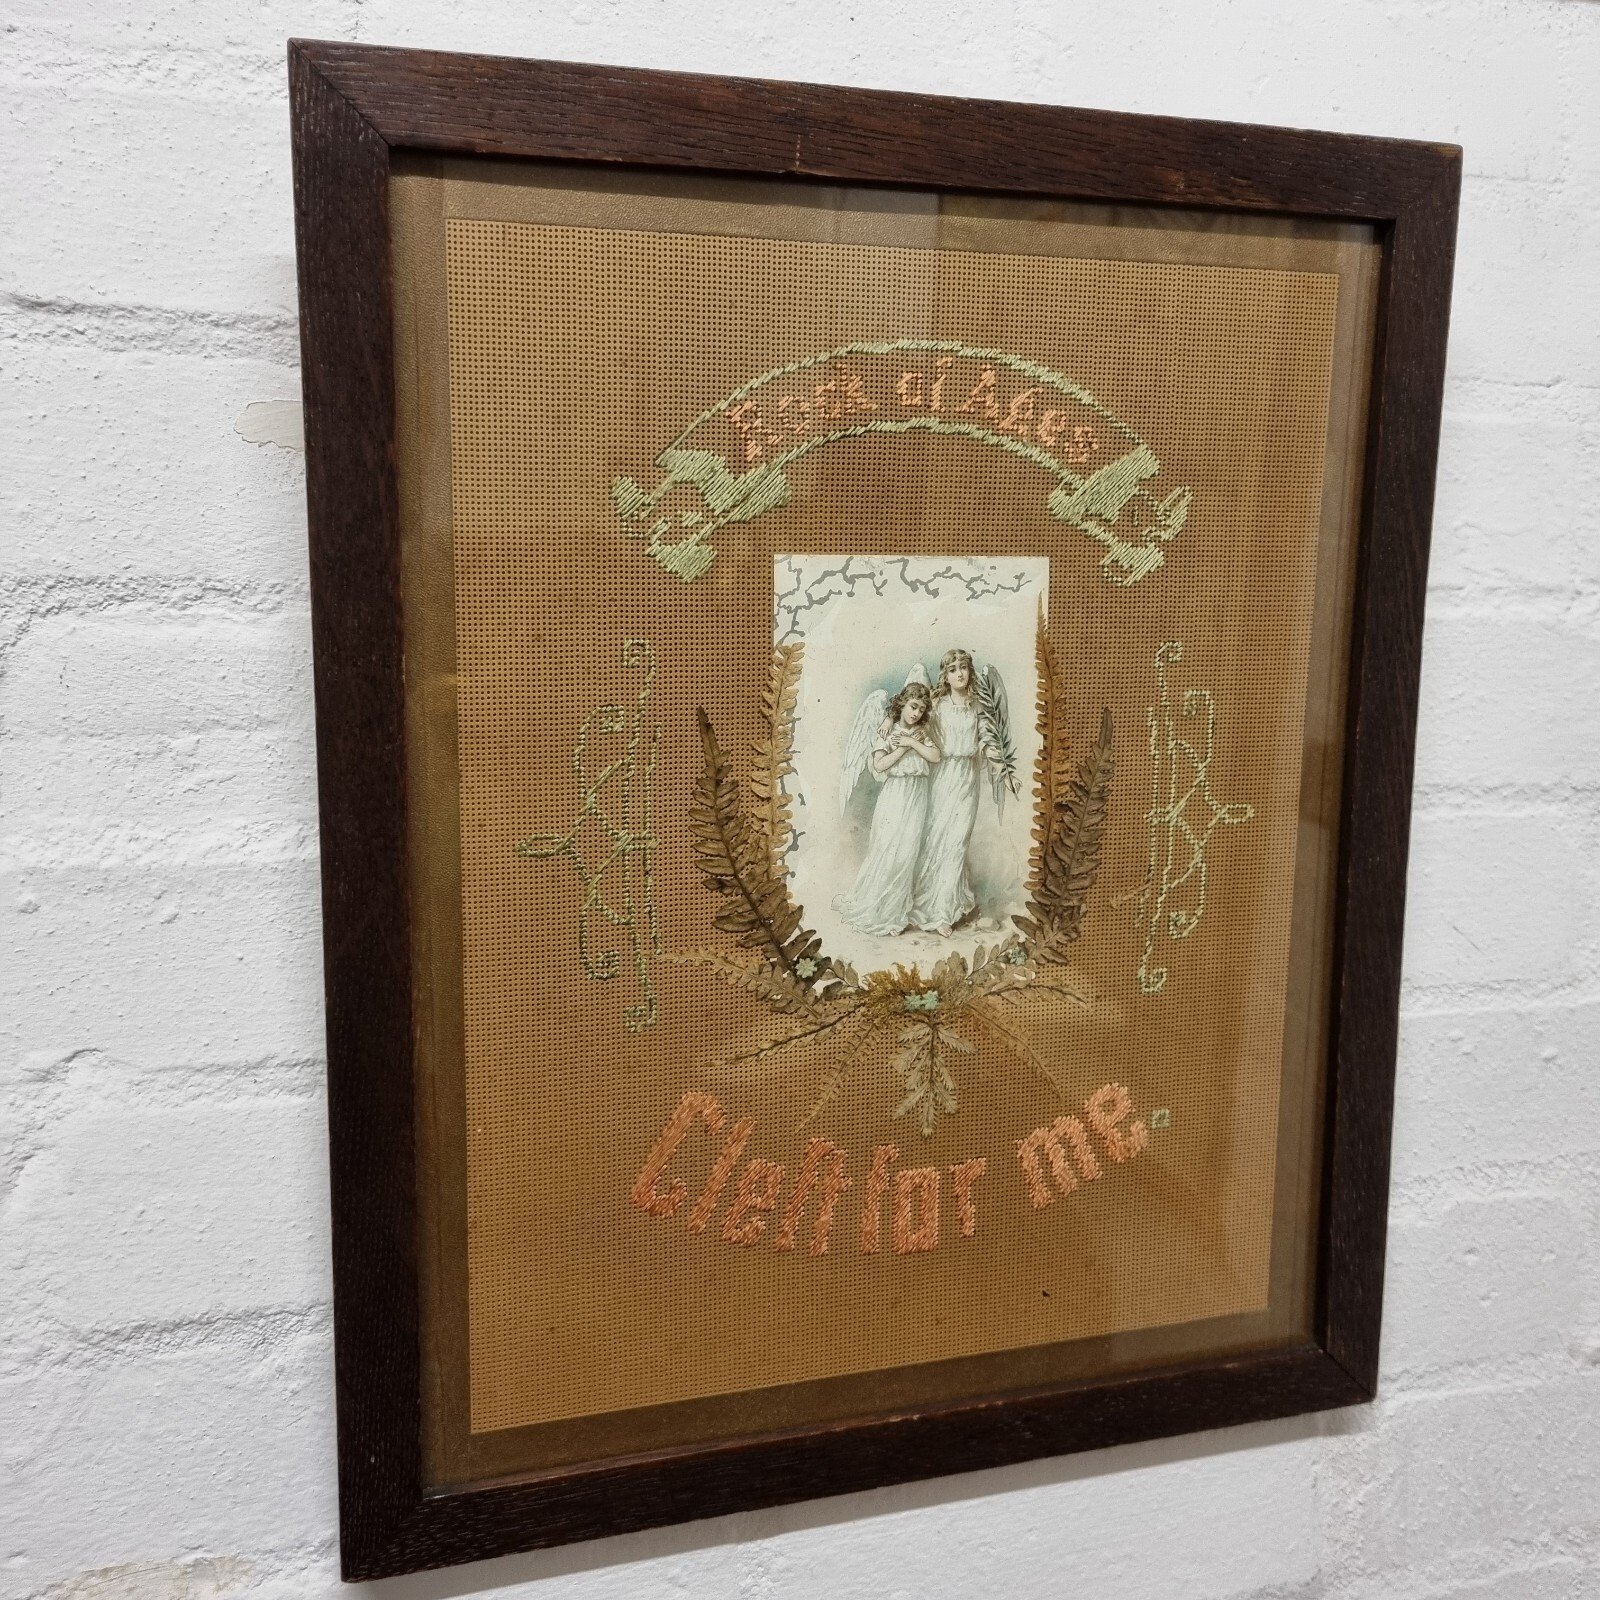 Rock of Ages
Cleft for me.